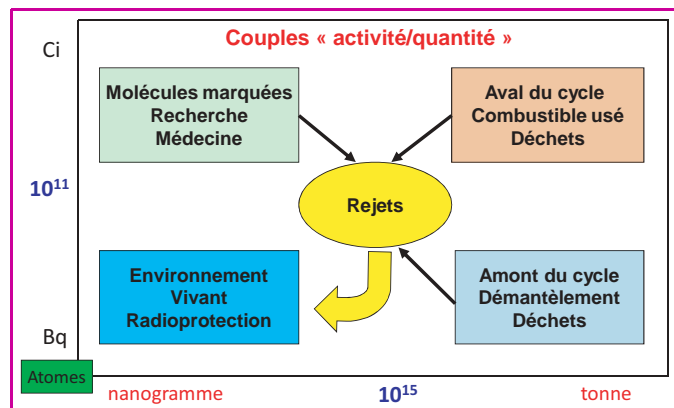 Couples « activité/quantité »
Ci
Molécules marquées
Recherche
Médecine
Aval du cycle
Combustible usé
Déchets
10¹¹
Rejets
Environnement
Vivant
Radioprotection
Amont du cycle
Démantèlement
Déchets
Bq
Atomes
nanogramme
10¹⁵
tonne